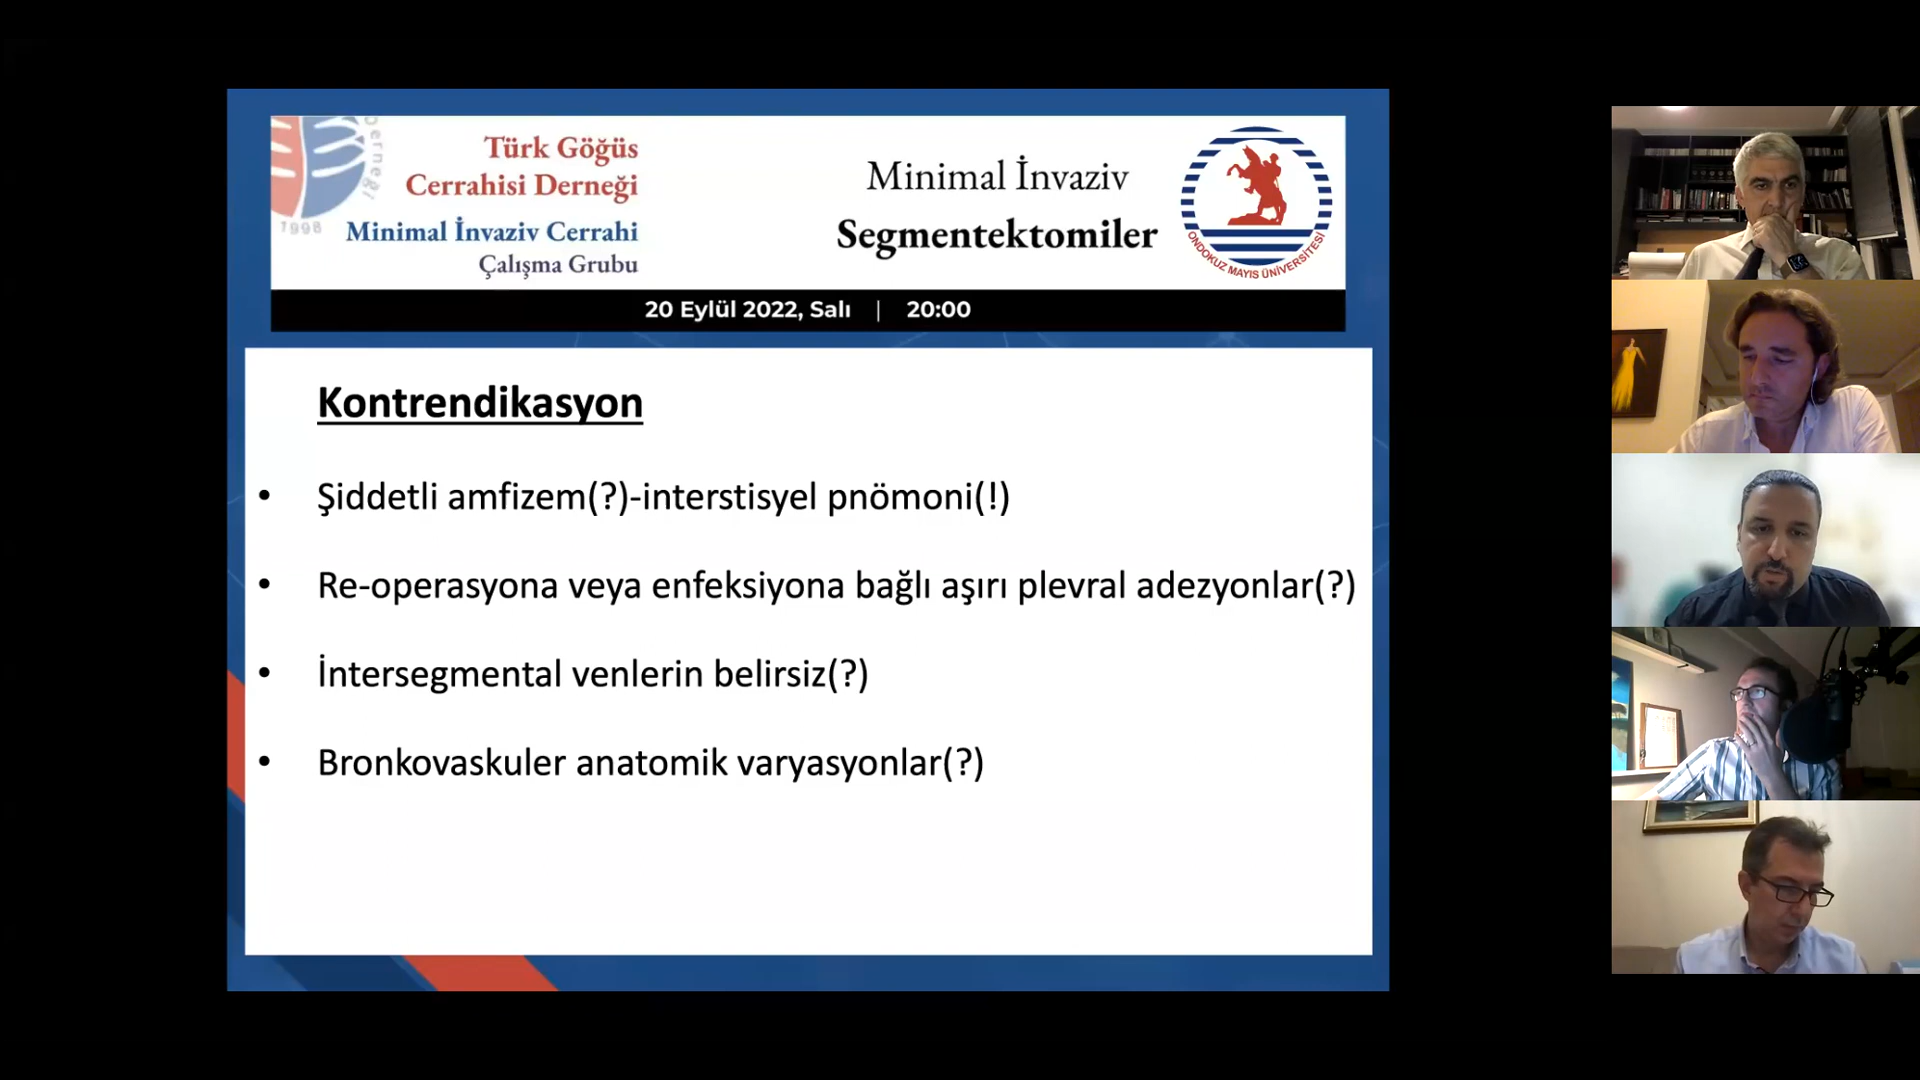 Derneği
1998
Türk Göğüs
Cerrahisi Derneği
Minimal İnvaziv Cerrahi
Çalışma Grubu
Minimal İnvaziv
Segmentektomiler
ONDOKUZ MAYIS ÜNİVERSİTESİ
20 Eylül 2022, Salı | 20:00
Kontrendikasyon
• Şiddetli amfizem(?)-interstisyel pnömoni(!)
• Re-operasyona veya enfeksiyona bağlı aşırı plevral adezyonlar(?)
• İntersegmental venlerin belirsiz(?)
• Bronkovaskuler anatomik varyasyonlar(?)